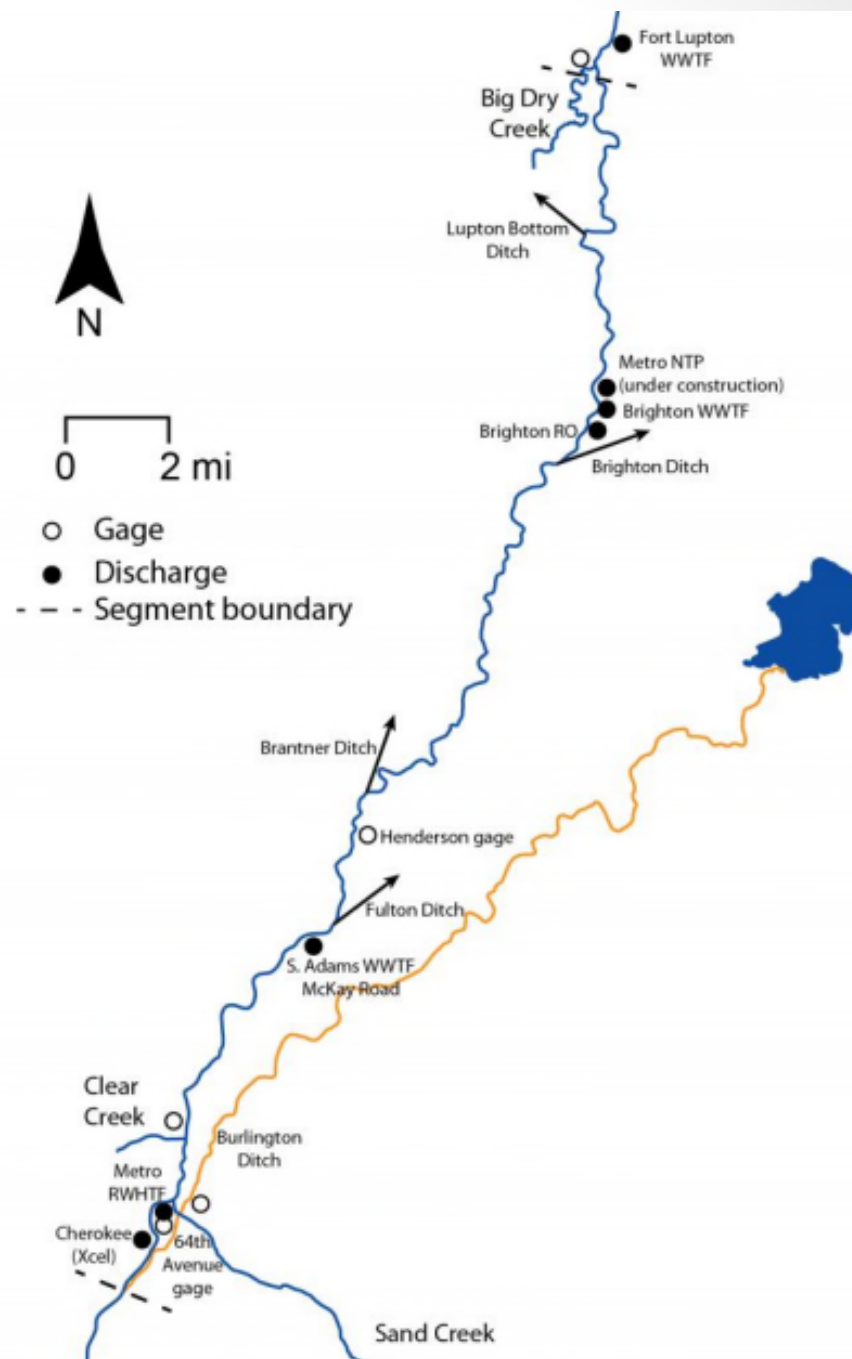 Fort Lupton
WWTF
Big Dry
Creek
Lupton Bottom
Ditch
N
Metro NTP
(under construction)
Brighton WWTF
Brighton RO
Brighton Ditch
0 2 mi
Gage
Discharge
Segment boundary
Brantner Ditch
Henderson gage
Fulton Ditch
S. Adams WWTF
McKay Road
Clear
Creek
Burlington
Ditch
Metro
RWHTF
Cherokee
(Xcel)
64th
Avenue
gage
Sand Creek